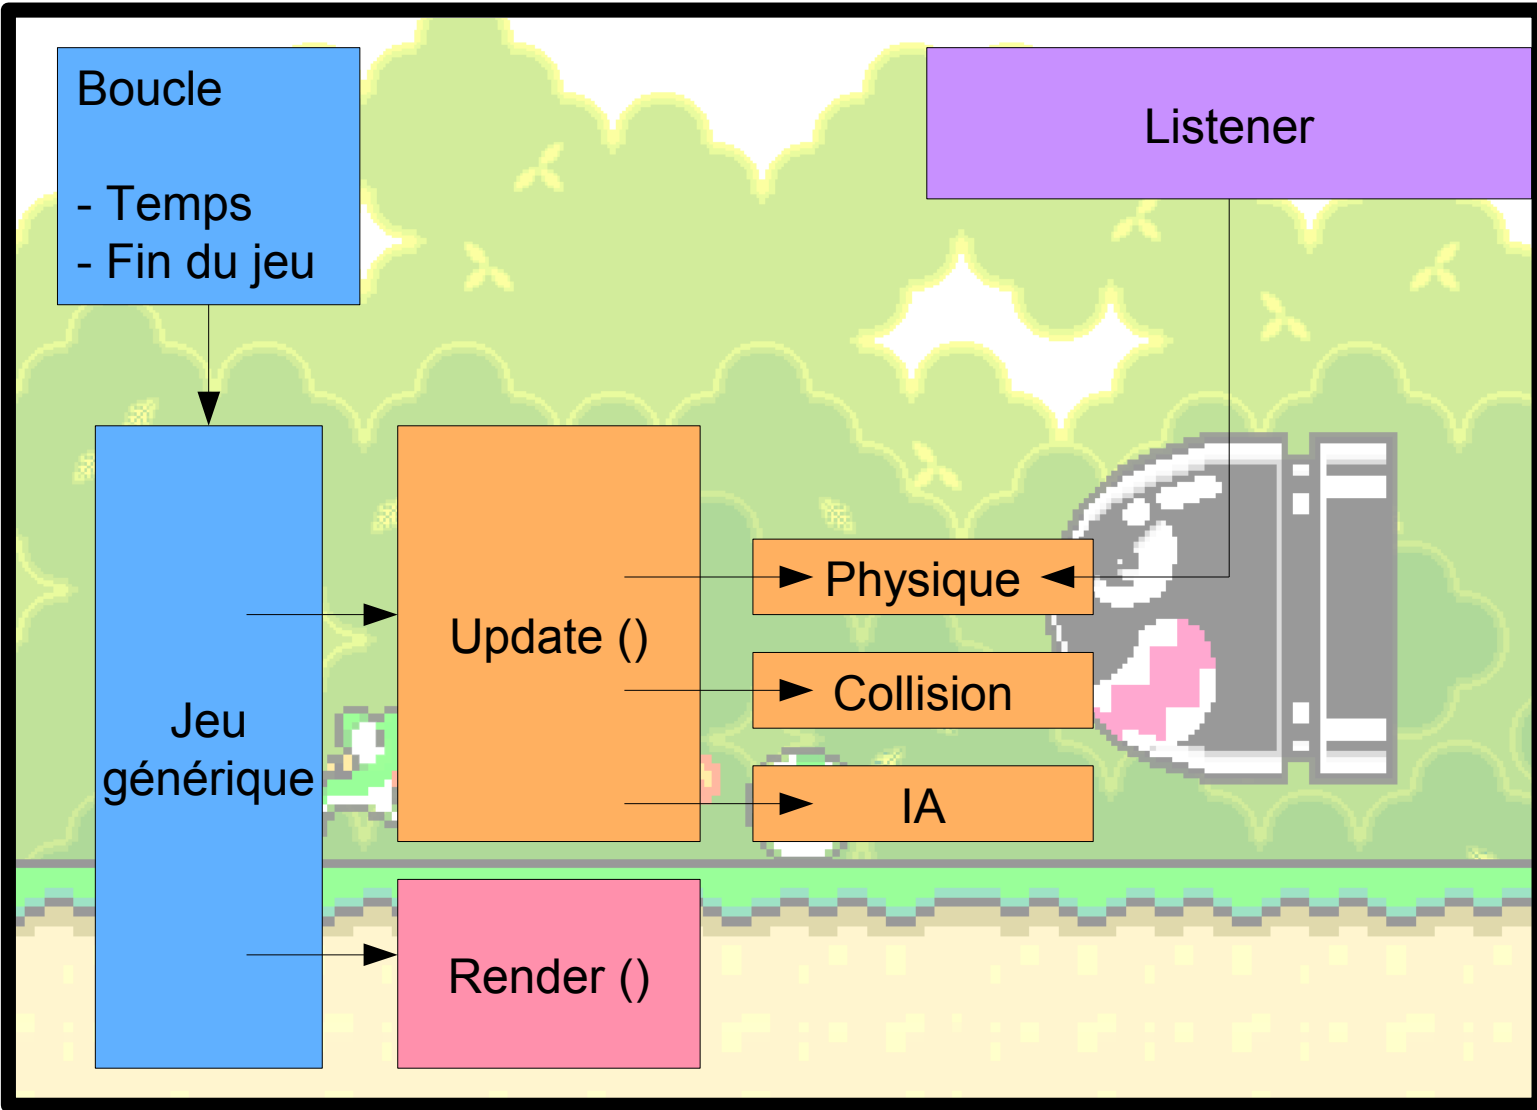 Boucle
- Temps
- Fin du jeu
Listener
Jeu
générique
Update ()
Physique
Collision
IA
Render ()